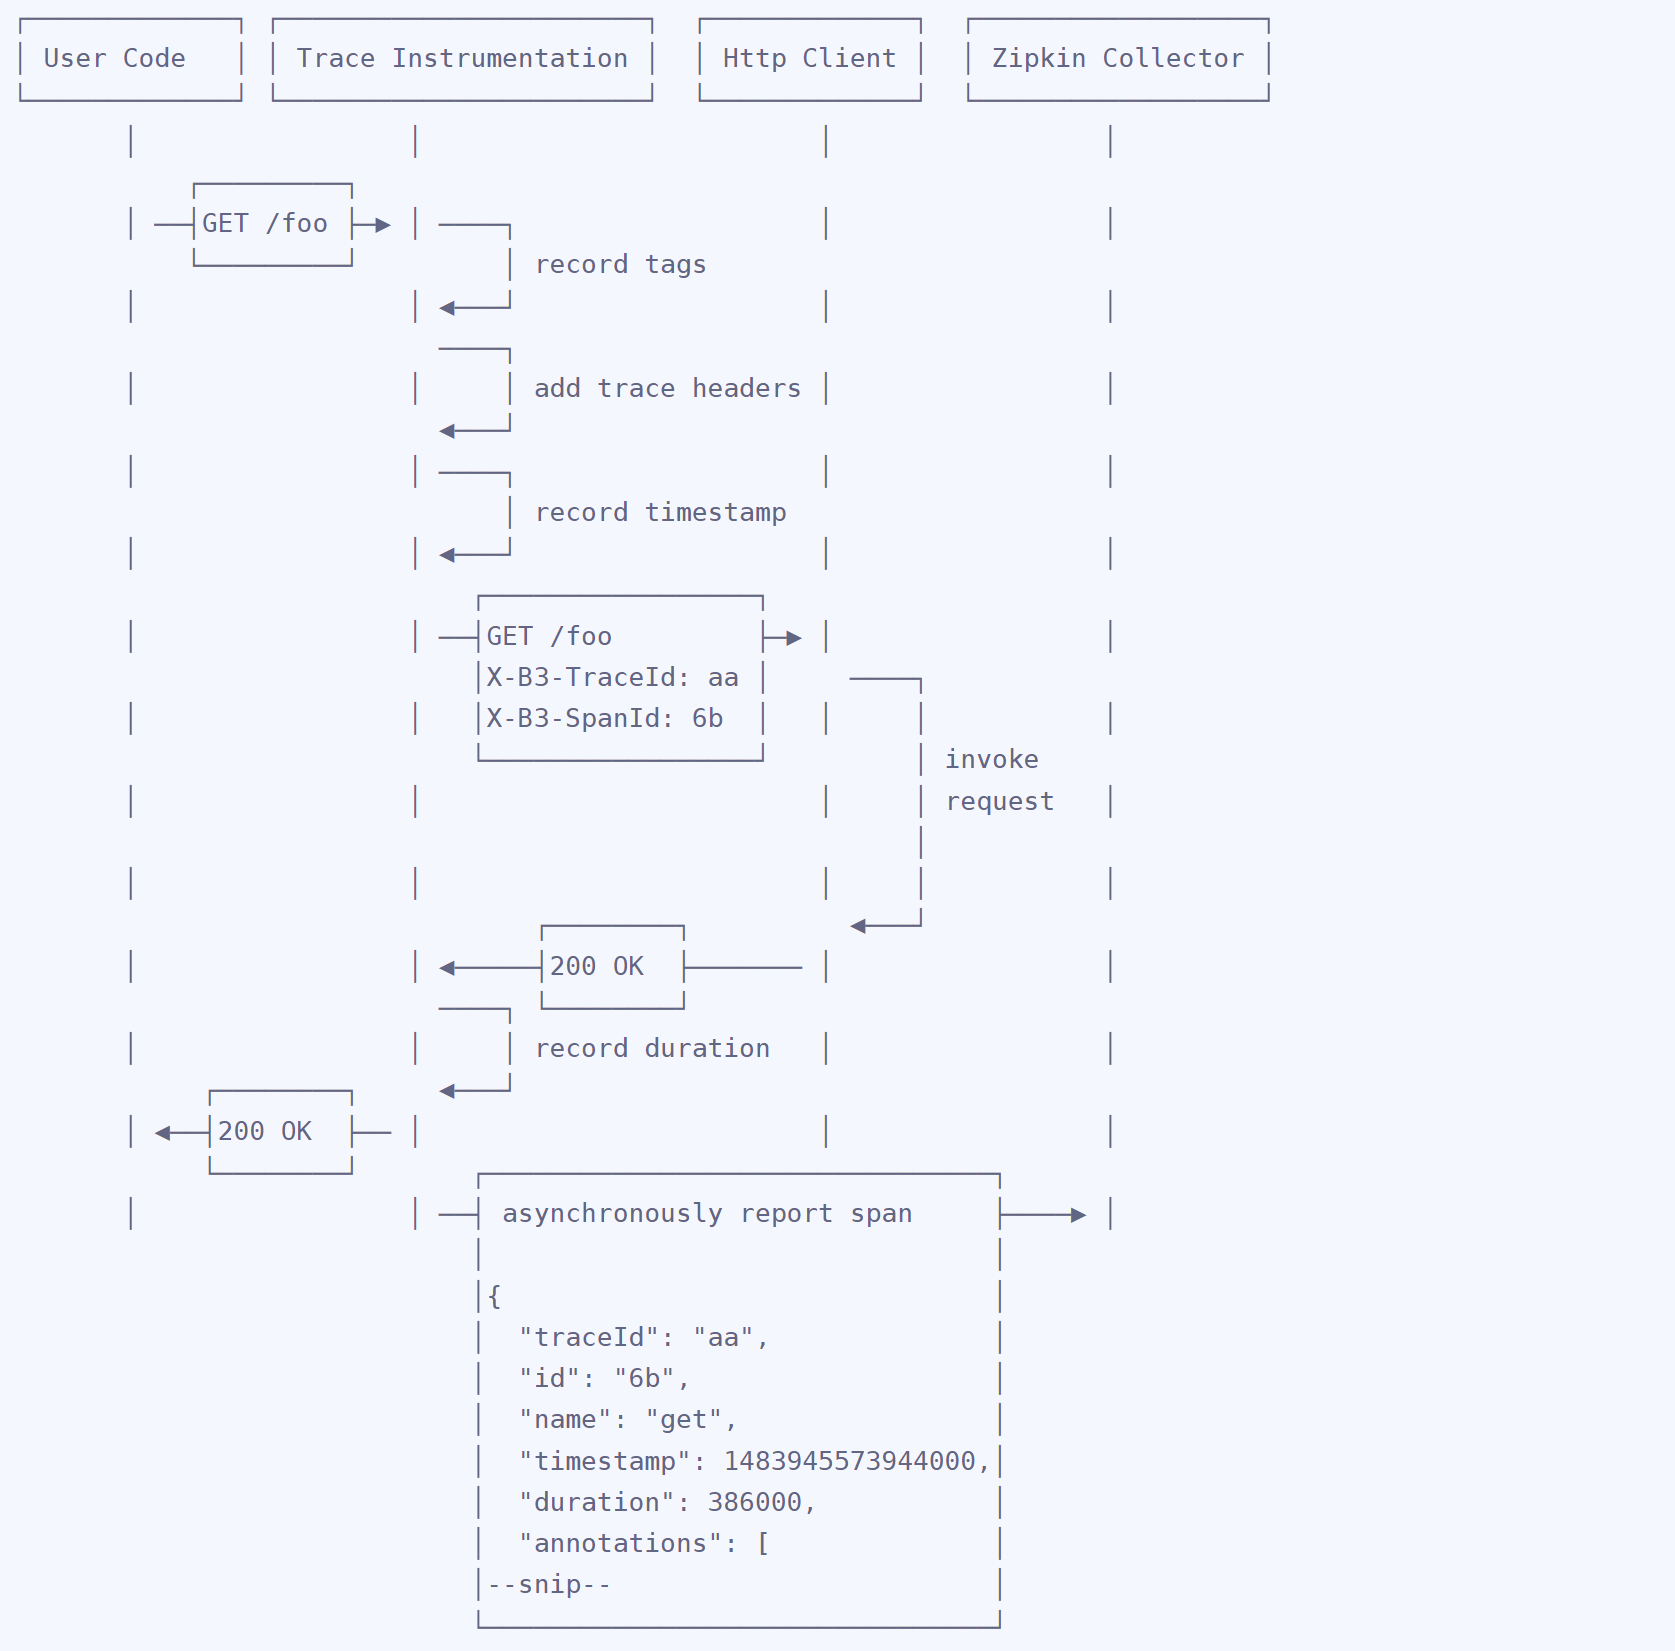 User Code Trace Instrumentation Http Client Zipkin Collector
GET /foo
record tags
add trace headers
record timestamp
GET /foo
X-B3-TraceId: aa
X-B3-SpanId: 6b
invoke
request
200 OK
record duration
200 OK
asynchronously report span
{
"traceId": "aa",
"id": "6b",
"name": "get",
"timestamp": 1483945573944000,
"duration": 386000,
"annotations": [
--snip--